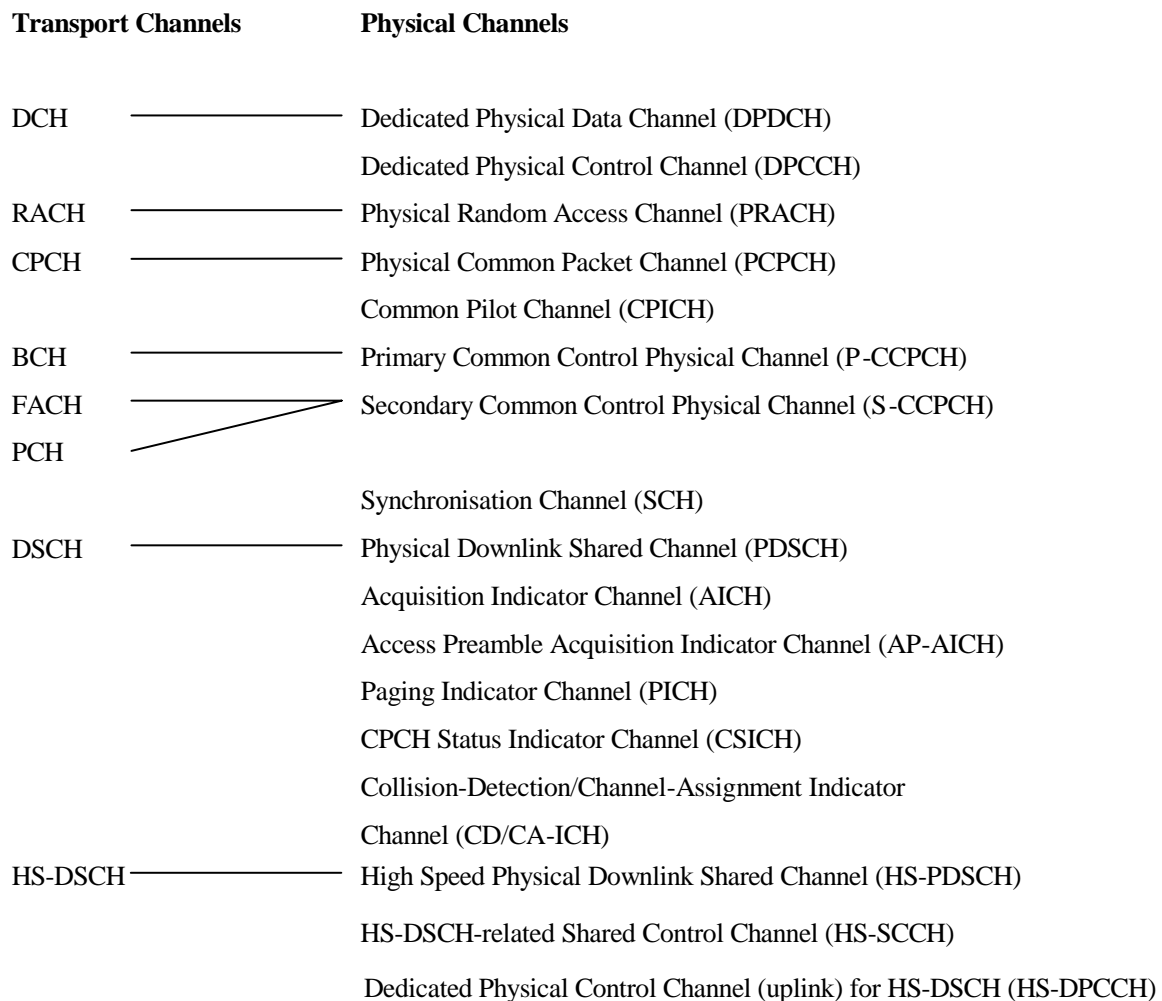 Transport Channels Physical Channels
DCH Dedicated Physical Data Channel (DPDCH)
Dedicated Physical Control Channel (DPCCH)
RACH Physical Random Access Channel (PRACH)
CPCH Physical Common Packet Channel (PCPCH)
Common Pilot Channel (CPICH)
BCH Primary Common Control Physical Channel (P-CCPCH)
FACH Secondary Common Control Physical Channel (S-CCPCH)
PCH
Synchronisation Channel (SCH)
DSCH Physical Downlink Shared Channel (PDSCH)
Acquisition Indicator Channel (AICH)
Access Preamble Acquisition Indicator Channel (AP-AICH)
Paging Indicator Channel (PICH)
CPCH Status Indicator Channel (CSICH)
Collision-Detection/Channel-Assignment Indicator
Channel (CD/CA-ICH)
HS-DSCH High Speed Physical Downlink Shared Channel (HS-PDSCH)
HS-DSCH-related Shared Control Channel (HS-SCCH)
Dedicated Physical Control Channel (uplink) for HS-DSCH (HS-DPCCH)